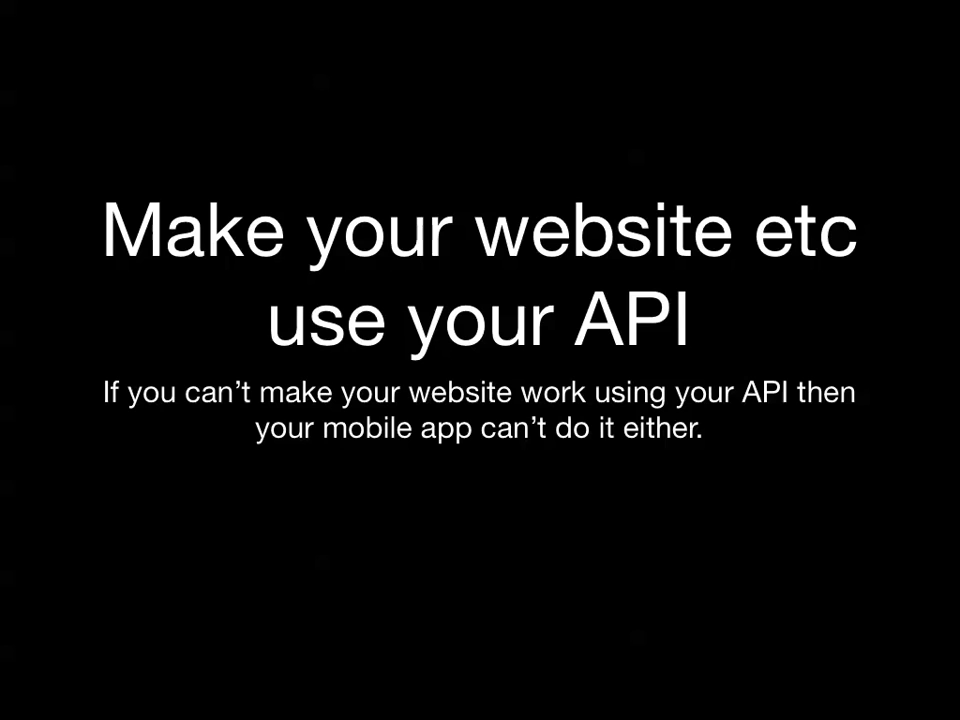 Make your website etc
use your API
If you can’t make your website work using your API then
your mobile app can’t do it either.